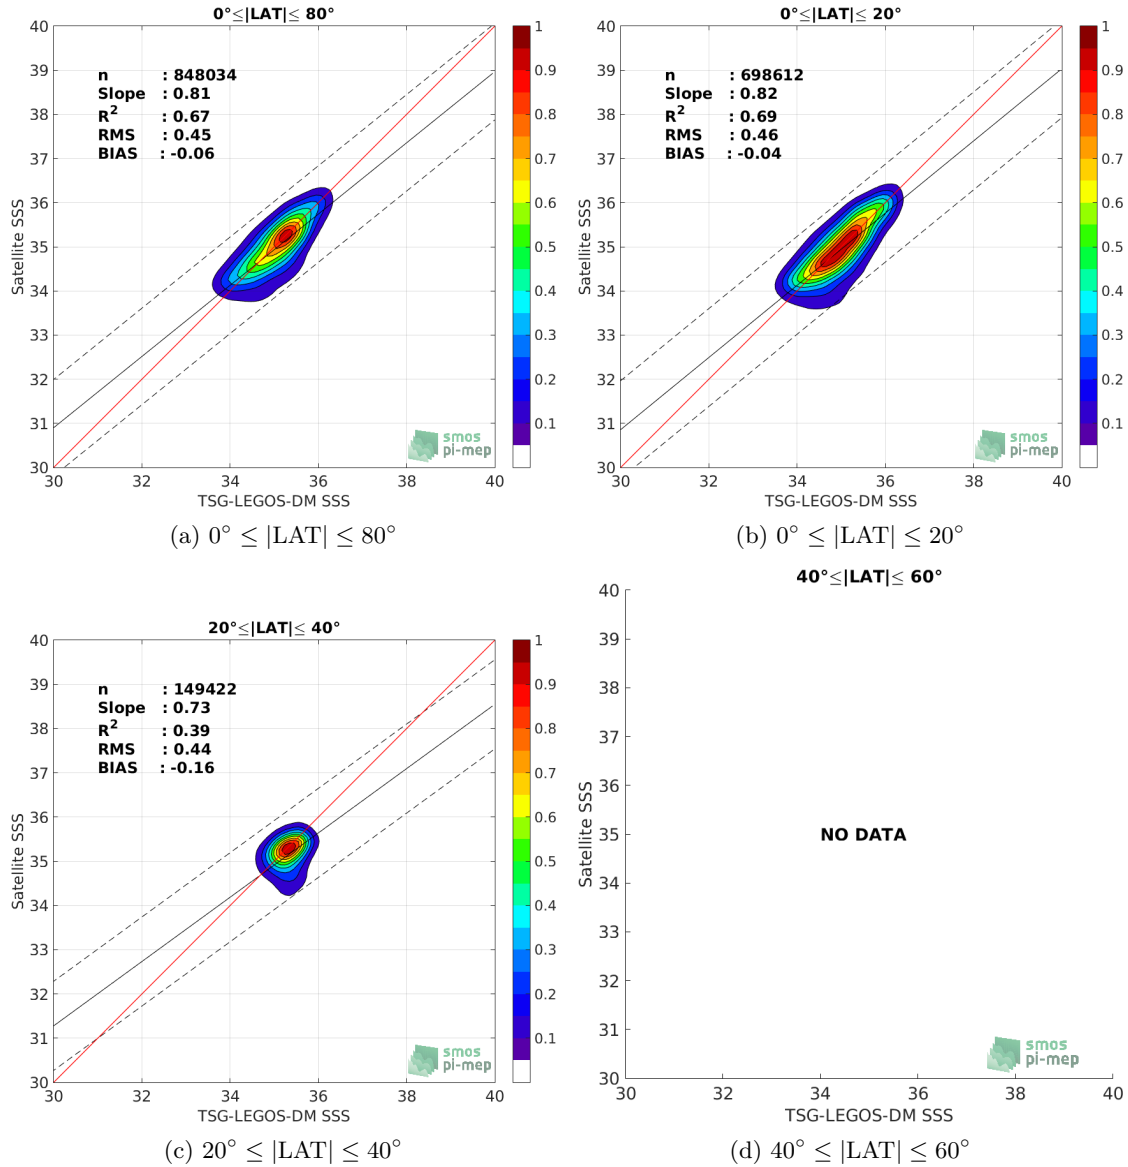 0°≤|LAT|≤ 80°
40
39
38
37
36
35
34
33
32
31
30
Satellite SSS
n : 848034
Slope : 0.81
R² : 0.67
RMS : 0.45
BIAS : -0.06
smos
pi-mep
30 32 34 36 38 40
TSG-LEGOS-DM SSS
1
0.9
0.8
0.7
0.6
0.5
0.4
0.3
0.2
0.1
(a) 0° ≤ |LAT| ≤ 80°
0°≤|LAT|≤ 20°
40
39
38
37
36
35
34
33
32
31
30
Satellite SSS
n : 698612
Slope : 0.82
R² : 0.69
RMS : 0.46
BIAS : -0.04
smos
pi-mep
30 32 34 36 38 40
TSG-LEGOS-DM SSS
1
0.9
0.8
0.7
0.6
0.5
0.4
0.3
0.2
0.1
(b) 0° ≤ |LAT| ≤ 20°
20°≤|LAT|≤ 40°
40
39
38
37
36
35
34
33
32
31
30
Satellite SSS
n : 149422
Slope : 0.73
R² : 0.39
RMS : 0.44
BIAS : -0.16
smos
pi-mep
30 32 34 36 38 40
TSG-LEGOS-DM SSS
1
0.9
0.8
0.7
0.6
0.5
0.4
0.3
0.2
0.1
(c) 20° ≤ |LAT| ≤ 40°
40°≤|LAT|≤ 60°
40
39
38
37
36
35
34
33
32
31
30
Satellite SSS
NO DATA
smos
pi-mep
30 32 34 36 38 40
TSG-LEGOS-DM SSS
(d) 40° ≤ |LAT| ≤ 60°